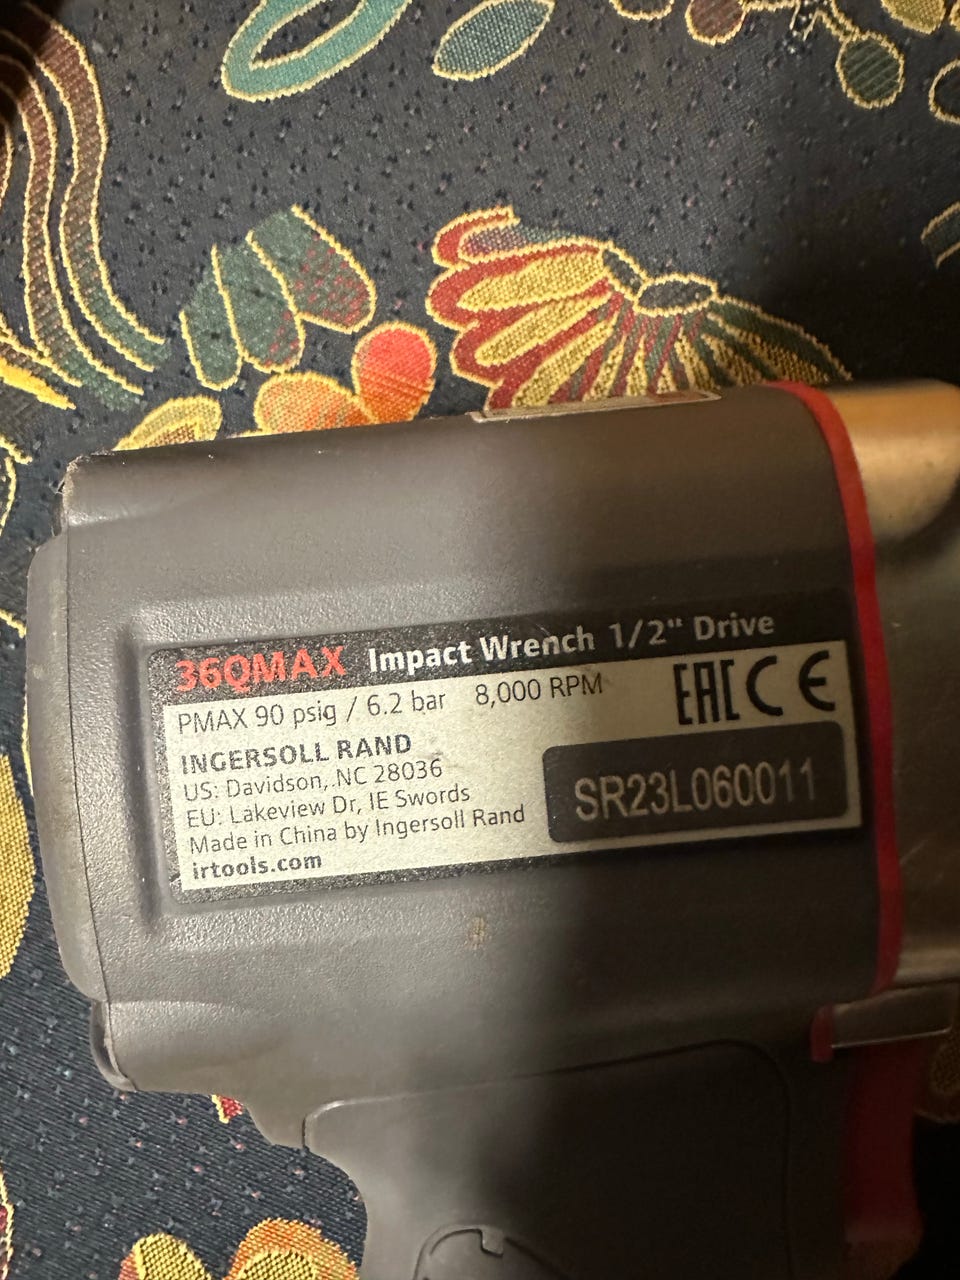 36QMAX Impact Wrench 1/2" Drive
PMAX 90 psig / 6.2 bar 8,000 RPM
EAC CE
INGERSOLL RAND
US: Davidson, NC 28036
EU: Lakeview Dr, IE Swords
Made in China by Ingersoll Rand
irtools.com
SR23L060011